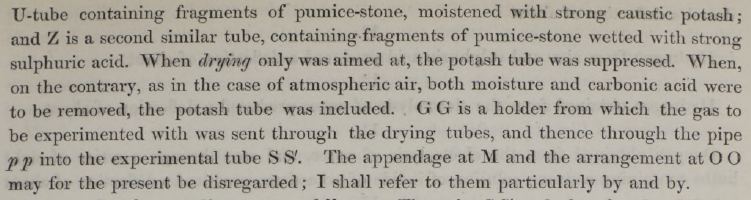 U-tube containing fragments of pumice-stone, moistened with strong caustic potash;
and Z is a second similar tube, containing fragments of pumice-stone wetted with strong
sulphuric acid. When drying only was aimed at, the potash tube was suppressed. When,
on the contrary, as in the case of atmospheric air, both moisture and carbonic acid were
to be removed, the potash tube was included. G G is a holder from which the gas to
be experimented with was sent through the drying tubes, and thence through the pipe
p p into the experimental tube S S′. The appendage at M and the arrangement at O O
may for the present be disregarded; I shall refer to them particularly by and by.